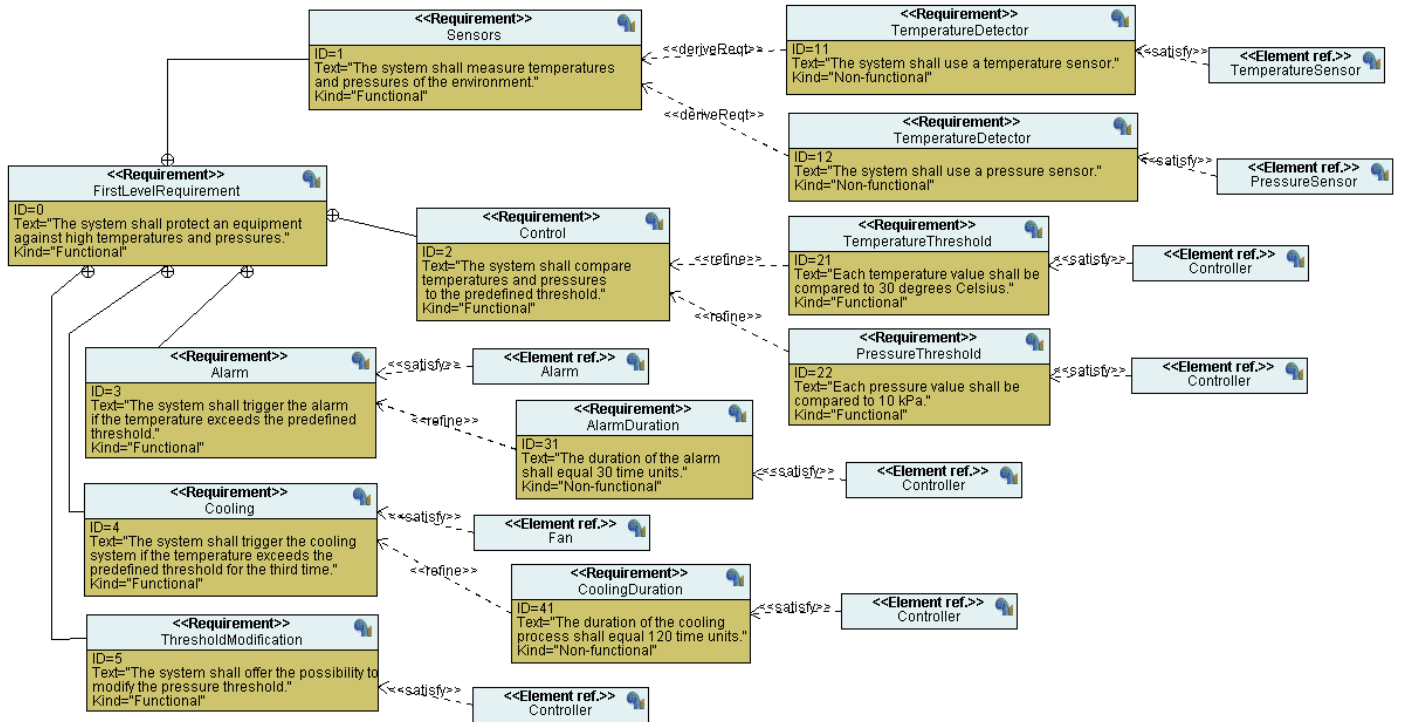 <<Requirement>>
Sensors
ID=1
Text="The system shall measure temperatures
and pressures of the environment."
Kind="Functional"
<<deriveReqt>>
<<Requirement>>
TemperatureDetector
ID=11
Text="The system shall use a temperature sensor."
Kind="Non-functional"
<<satisfy>>
<<Element ref.>>
TemperatureSensor
<<deriveReqt>>
<<Requirement>>
TemperatureDetector
ID=12
Text="The system shall use a pressure sensor."
Kind="Non-functional"
<<satisfy>>
<<Element ref.>>
PressureSensor
<<Requirement>>
FirstLevelRequirement
ID=0
Text="The system shall protect an equipment
against high temperatures and pressures."
Kind="Functional"
<<Requirement>>
Control
ID=2
Text="The system shall compare
temperatures and pressures
to the predefined threshold."
Kind="Functional"
<<refine>>
<<Requirement>>
TemperatureThreshold
ID=21
Text="Each temperature value shall be
compared to 30 degrees Celsius."
Kind="Functional"
<<satisfy>>
<<Element ref.>>
Controller
<<refine>>
<<Requirement>>
PressureThreshold
ID=22
Text="Each pressure value shall be
compared to 10 kPa."
Kind="Functional"
<<satisfy>>
<<Element ref.>>
Controller
<<Requirement>>
Alarm
ID=3
Text="The system shall trigger the alarm
if the temperature exceeds the predefined
threshold."
Kind="Functional"
<<satisfy>>
<<Element ref.>>
Alarm
<<refine>>
<<Requirement>>
AlarmDuration
ID=31
Text="The duration of the alarm
shall equal 30 time units."
Kind="Non-functional"
<<satisfy>>
<<Element ref.>>
Controller
<<Requirement>>
Cooling
ID=4
Text="The system shall trigger the cooling
system if the temperature exceeds the
predefined threshold for the third time."
Kind="Functional"
<<satisfy>>
<<Element ref.>>
Fan
<<refine>>
<<Requirement>>
CoolingDuration
ID=41
Text="The duration of the cooling
process shall equal 120 time units."
Kind="Non-functional"
<<satisfy>>
<<Element ref.>>
Controller
<<Requirement>>
ThresholdModification
ID=5
Text="The system shall offer the possibility to
modify the pressure threshold."
Kind="Functional"
<<satisfy>>
<<Element ref.>>
Controller